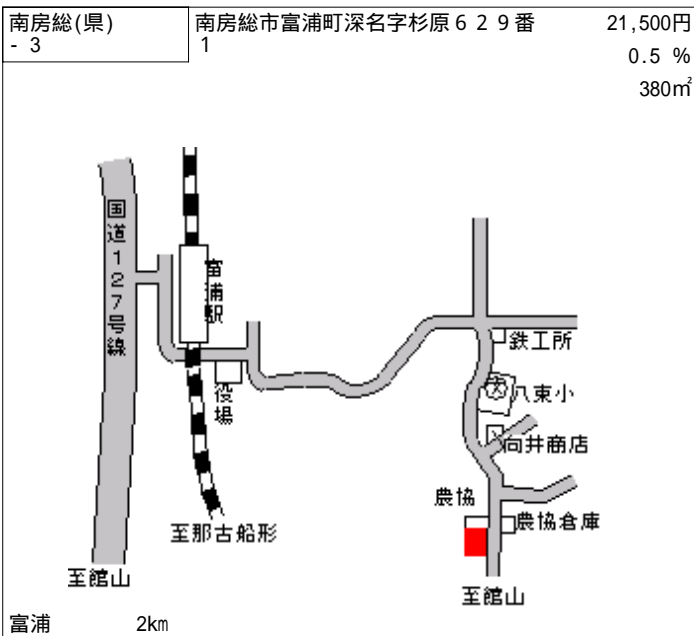 南房総(県)
- 3
南房総市富浦町深名字杉原６２９番
1
21,500円
0.5 %
380㎡
国道１２７号線
富浦駅
役場
鉄工所
八束小
文
向井商店
農協
農協倉庫
至那古船形
至館山
至館山
富浦 2㎞